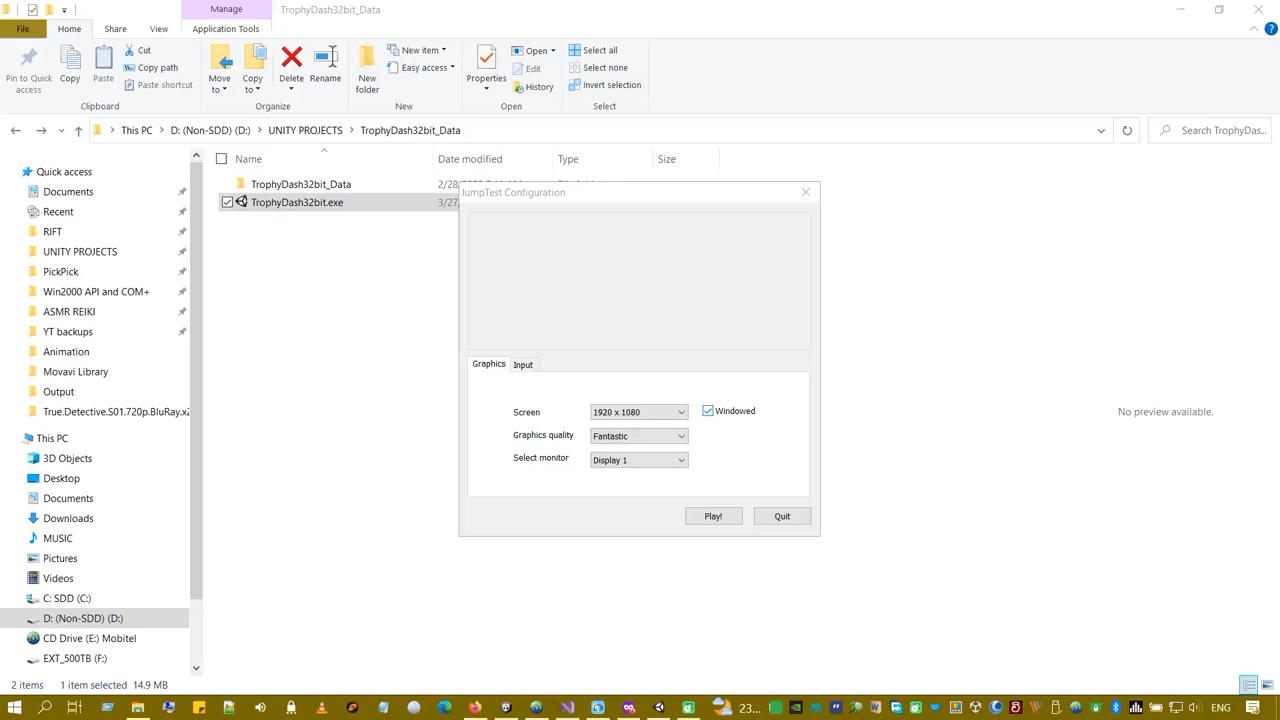 Manage
TrophyDash32bit_Data
File
Home
Share
View
Application Tools
Pin to Quick access
Copy
Paste
Cut
Copy path
Paste shortcut
Clipboard
Move to
Copy to
Delete
Rename
Organize
New folder
New item
Easy access
New
Properties
Open
Edit
History
Open
Select all
Select none
Invert selection
Select
This PC
D: (Non-SDD) (D:)
UNITY PROJECTS
TrophyDash32bit_Data
Search TrophyDas...
Name
Date modified
Type
Size
Quick access
Documents
Recent
RIFT
UNITY PROJECTS
PickPick
Win2000 API and COM+
ASMR REIKI
YT backups
Animation
Movavi Library
Output
True.Detective.S01.720p.BluRay.x2
This PC
3D Objects
Desktop
Documents
Downloads
MUSIC
Pictures
Videos
C: SDD (C:)
D: (Non-SDD) (D:)
CD Drive (E:) Mobitel
EXT_500TB (F:)
TrophyDash32bit_Data
TrophyDash32bit.exe
3/27,
JumpTest Configuration
Graphics
Input
Screen
1920 x 1080
Windowed
Graphics quality
Fantastic
Select monitor
Display 1
Play!
Quit
No preview available.
2 items
1 item selected 14.9 MB
23...
ENG